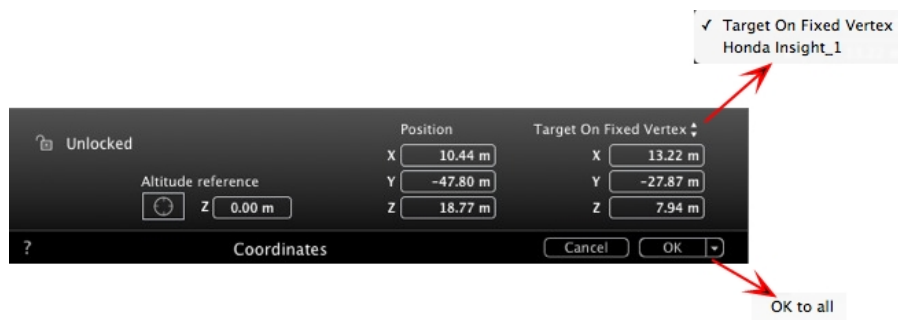 ✓ Target On Fixed Vertex
Honda Insight_1
Unlocked
Position
Target On Fixed Vertex
X 10.44 m
X 13.22 m
Altitude reference
Y -47.80 m
Y -27.87 m
Z 0.00 m
Z 18.77 m
Z 7.94 m
?
Coordinates
Cancel
OK
OK to all